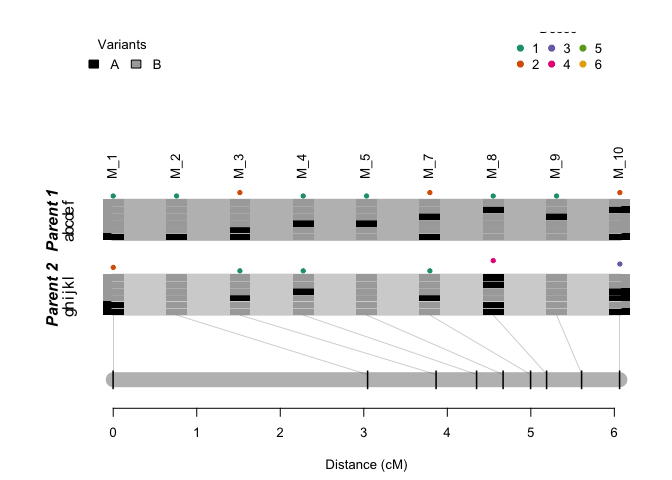 Variants
A B
1 3 5
2 4 6
M_1 M_2 M_3 M_4 M_5 M_7 M_8 M_9 M_10
Parent 1
abcdef
Parent 2
ghijkl
0 1 2 3 4 5 6
Distance (cM)